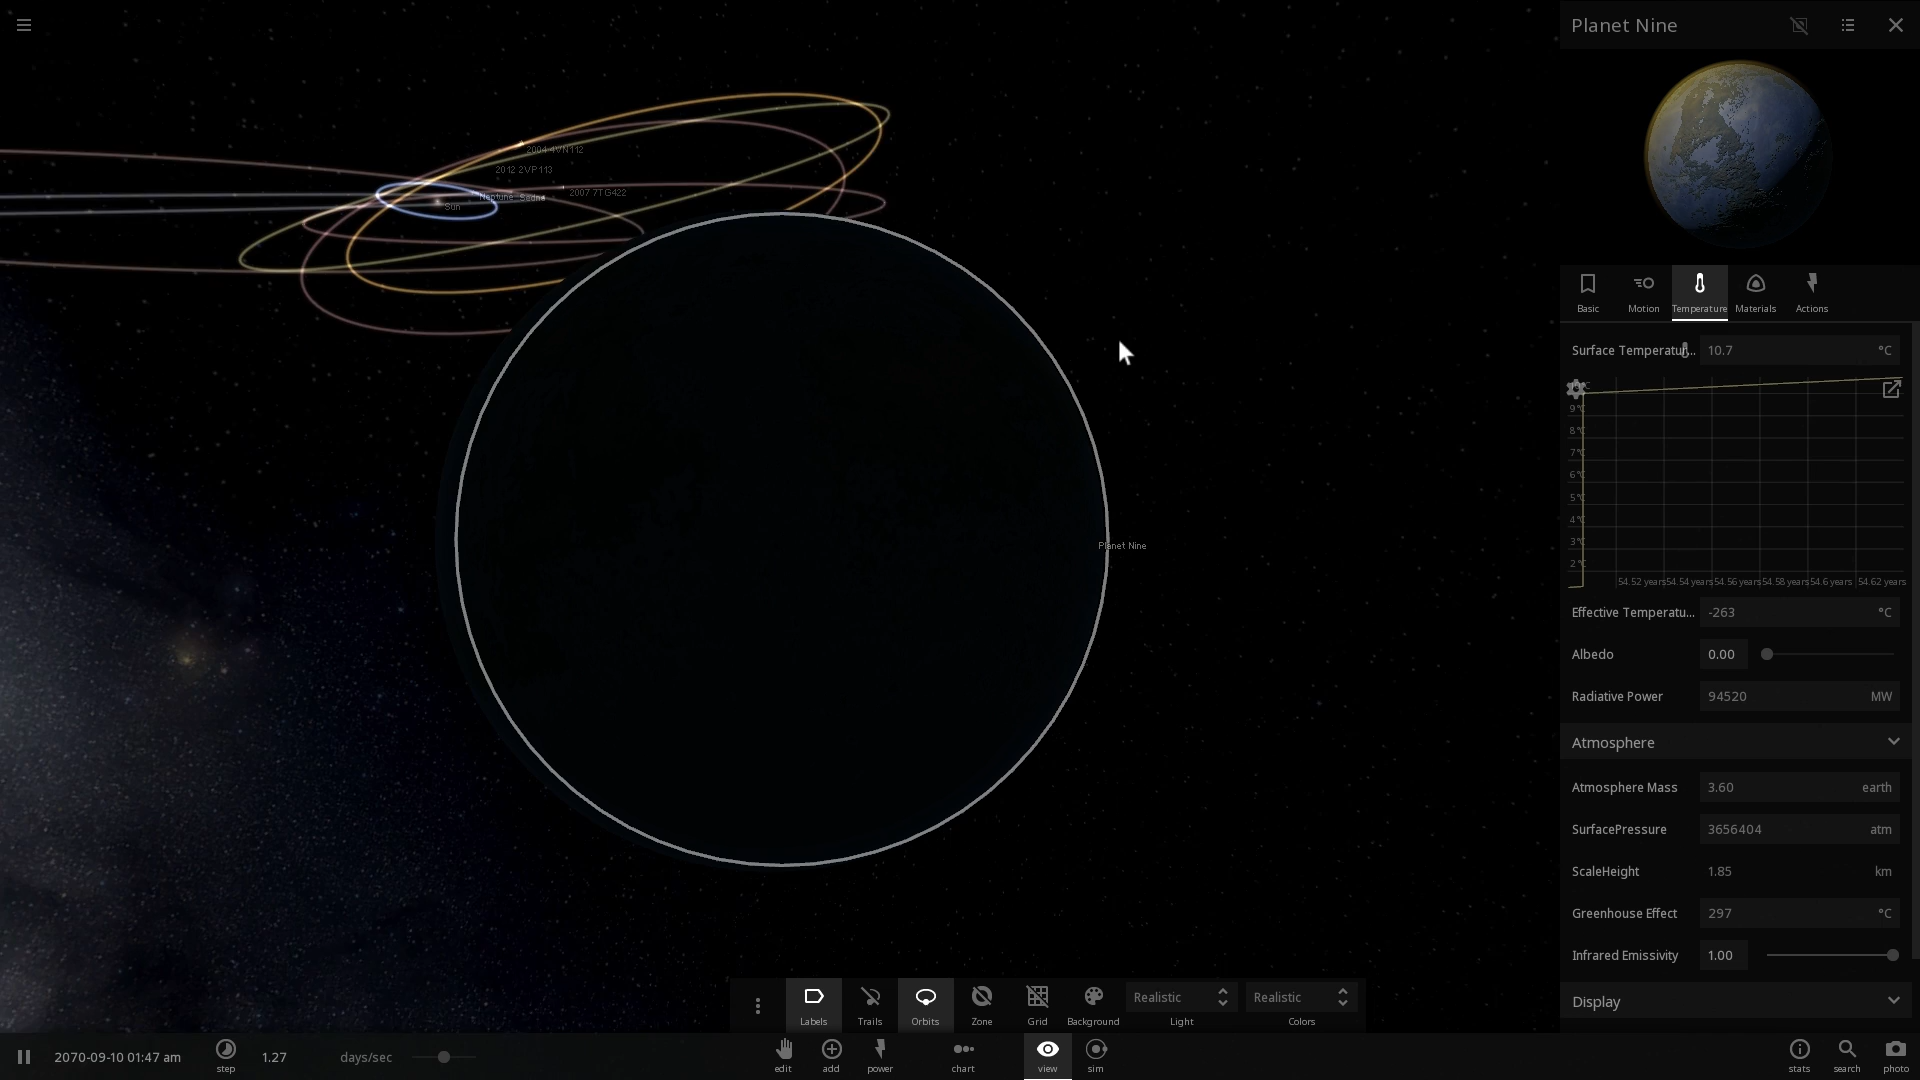 Planet Nine
2004 4VN112
2012 2VP113
2007 7TG422
Neptune Sedna
Sun
Planet Nine
Basic
Motion
Temperature
Materials
Actions
Surface Temperatur... 10.7 °C
9°C
8°C
7°C
6°C
5°C
4°C
3°C
2°C
54.52 years 54.54 years 54.56 years 54.58 years 54.6 years 54.62 years
Effective Temperatu... -263 °C
Albedo 0.00
Radiative Power 94520 MW
Atmosphere
Atmosphere Mass 3.60 earth
SurfacePressure 3656404 atm
ScaleHeight 1.85 km
Greenhouse Effect 297 °C
Infrared Emissivity 1.00
Display
Realistic Realistic
Labels Trails Orbits Zone Grid Background Light Colors
2070-09-10 01:47 am step 1.27 days/sec
edit add power chart view sim
stats search photo